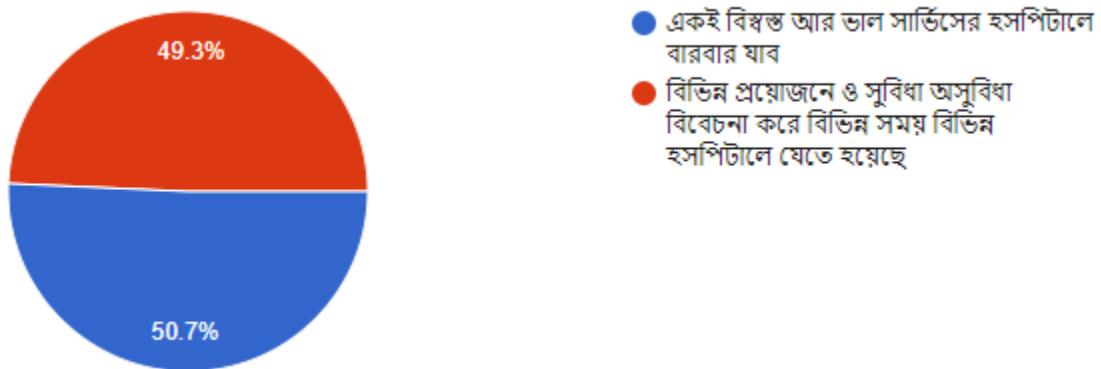 49.3%
50.7%
একই বিস্বস্ত আর ভাল সার্ভিসের হসপিটালে
বারবার যাব
বিভিন্ন প্রয়োজনে ও সুবিধা অসুবিধা
বিবেচনা করে বিভিন্ন সময় বিভিন্ন
হসপিটালে যেতে হয়েছে